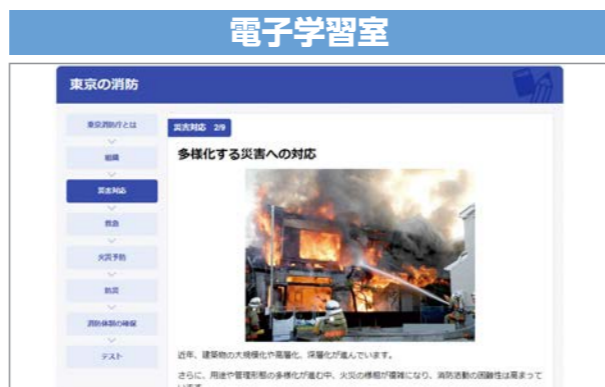 電子学習室
東京の消防
東京消防庁とは
災害対応 2/9
組織
多様化する災害への対応
災害対応
救急
火災予防
防災
消防体制の確保
テスト
近年、建築物の大規模化や高層化、深層化が進んでいます。
さらに、用途や管理形態の多様化が進む中、火災の様相が複雑になり、消防活動の困難性は高まって
います。